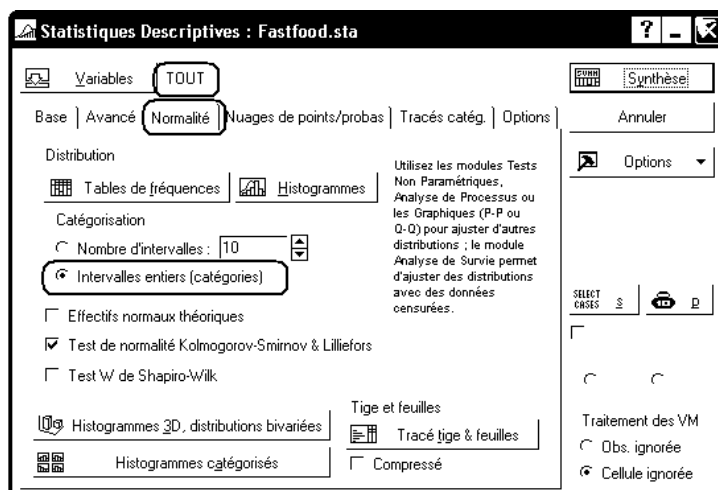 Statistiques Descriptives : Fastfood.sta
? _ X
Variables TOUT
Base Avancé Normalité Nuages de points/probas Tracés catég. Options
Distribution
Tables de fréquences Histogrammes
Catégorisation
Nombre d'intervalles : 10
Intervalles entiers (catégories)
Effectifs normaux théoriques
Test de normalité Kolmogorov-Smirnov & Lilliefors
Test W de Shapiro-Wilk
Utilisez les modules Tests
Non Paramétriques,
Analyse de Processus ou
les Graphiques (P-P ou
Q-Q) pour ajuster d'autres
distributions ; le module
Analyse de Survie permet
d'ajuster des distributions
avec des données
censurées.
Histogrammes 3D, distributions bivariées
Histogrammes catégorisés
Tige et feuilles
Tracé tige & feuilles
Compressé
SUMM Synthèse
Annuler
Options
SELECT
CASES S D
Traitement des VM
Obs. ignorée
Cellule ignorée